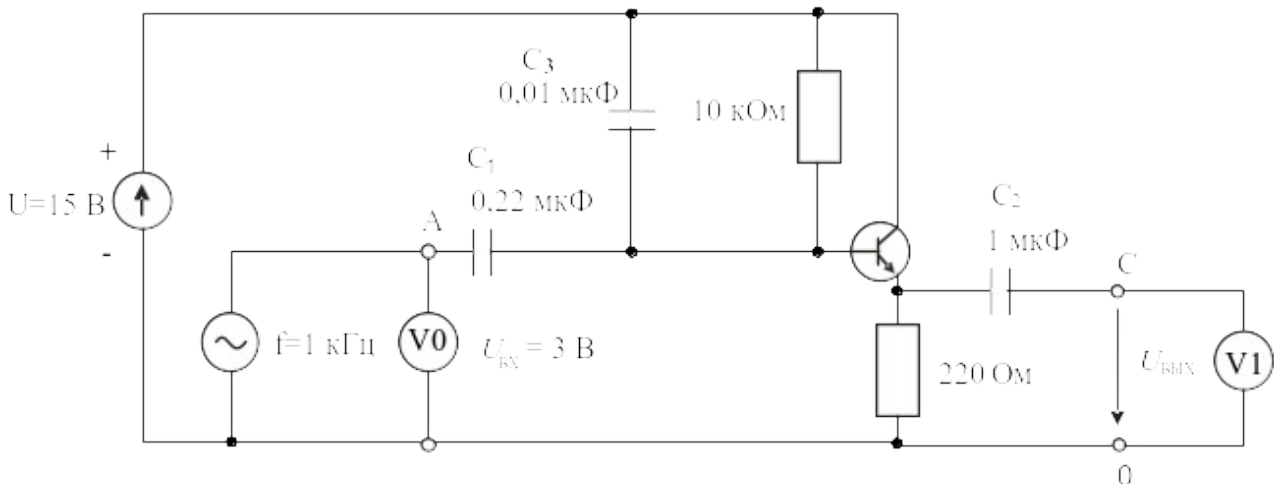 C₃
0,01 мкФ
10 кОм
+
U=15 В
-
C₁
0,22 мкФ
A
C₂
1 мкФ
C
f=1 кГц
V0
Uвх = 3 В
220 Ом
Uвых
V1
0